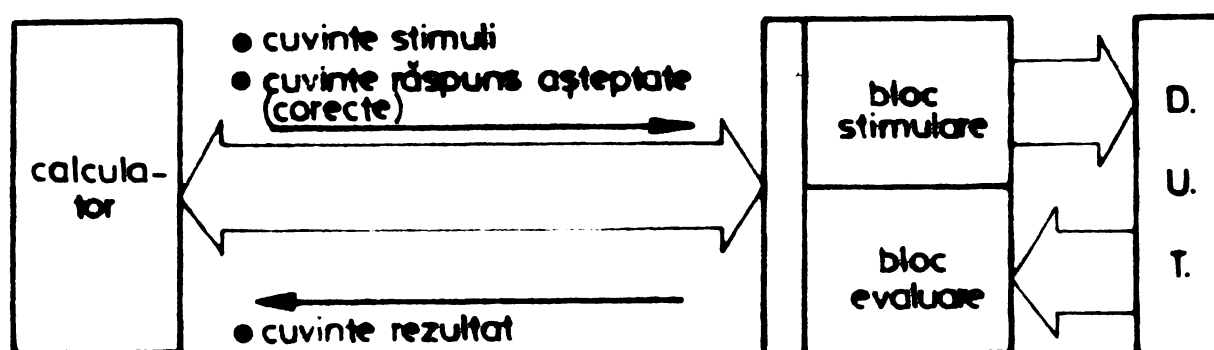 ● cuvinte stimuli
● cuvinte răspuns așteptate
(corecte)
calcula-
tor
● cuvinte rezultat
bloc
stimulare
bloc
evaluare
D.
U.
T.